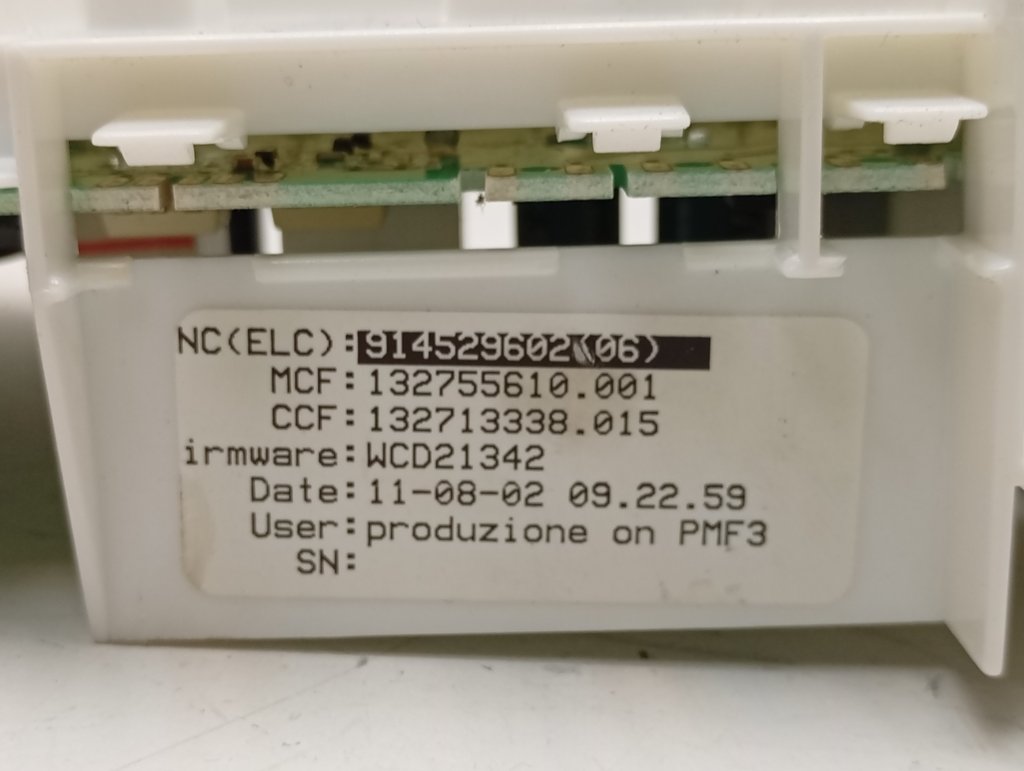 NC(ELC):914529602(06)
MCF:132755610.001
CCF:132713338.015
irmware:WCD21342
Date:11-08-02 09.22.59
User:produzione on PMF3
SN: